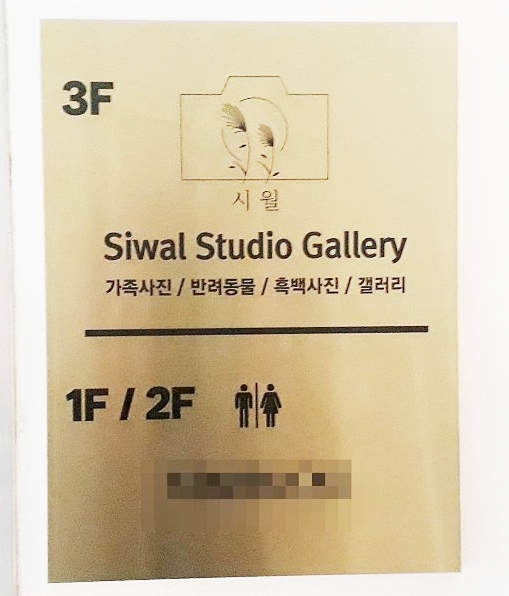 3F
시월
Siwal Studio Gallery
가족사진 / 반려동물 / 흑백사진 / 갤러리
1F / 2F